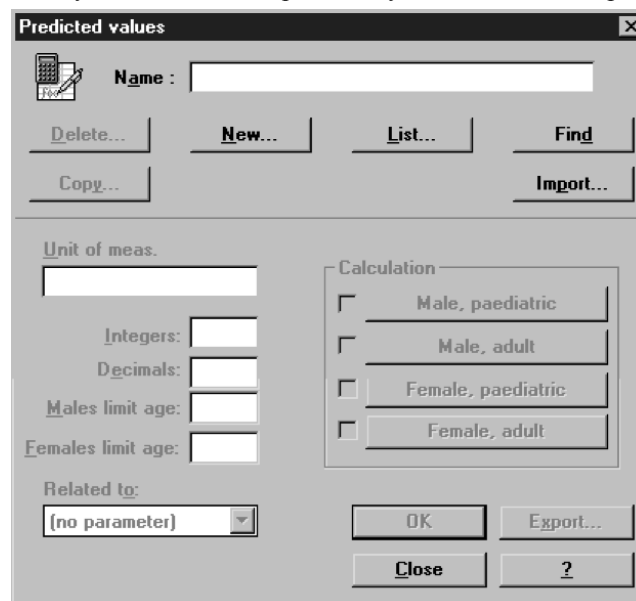 Predicted values
Name :
Delete... New... List... Find
Copy... Import...
Unit of meas.
Integers:
Decimals:
Males limit age:
Females limit age:
Related to:
(no parameter)
Calculation
Male, paediatric
Male, adult
Female, paediatric
Female, adult
OK Export...
Close ?